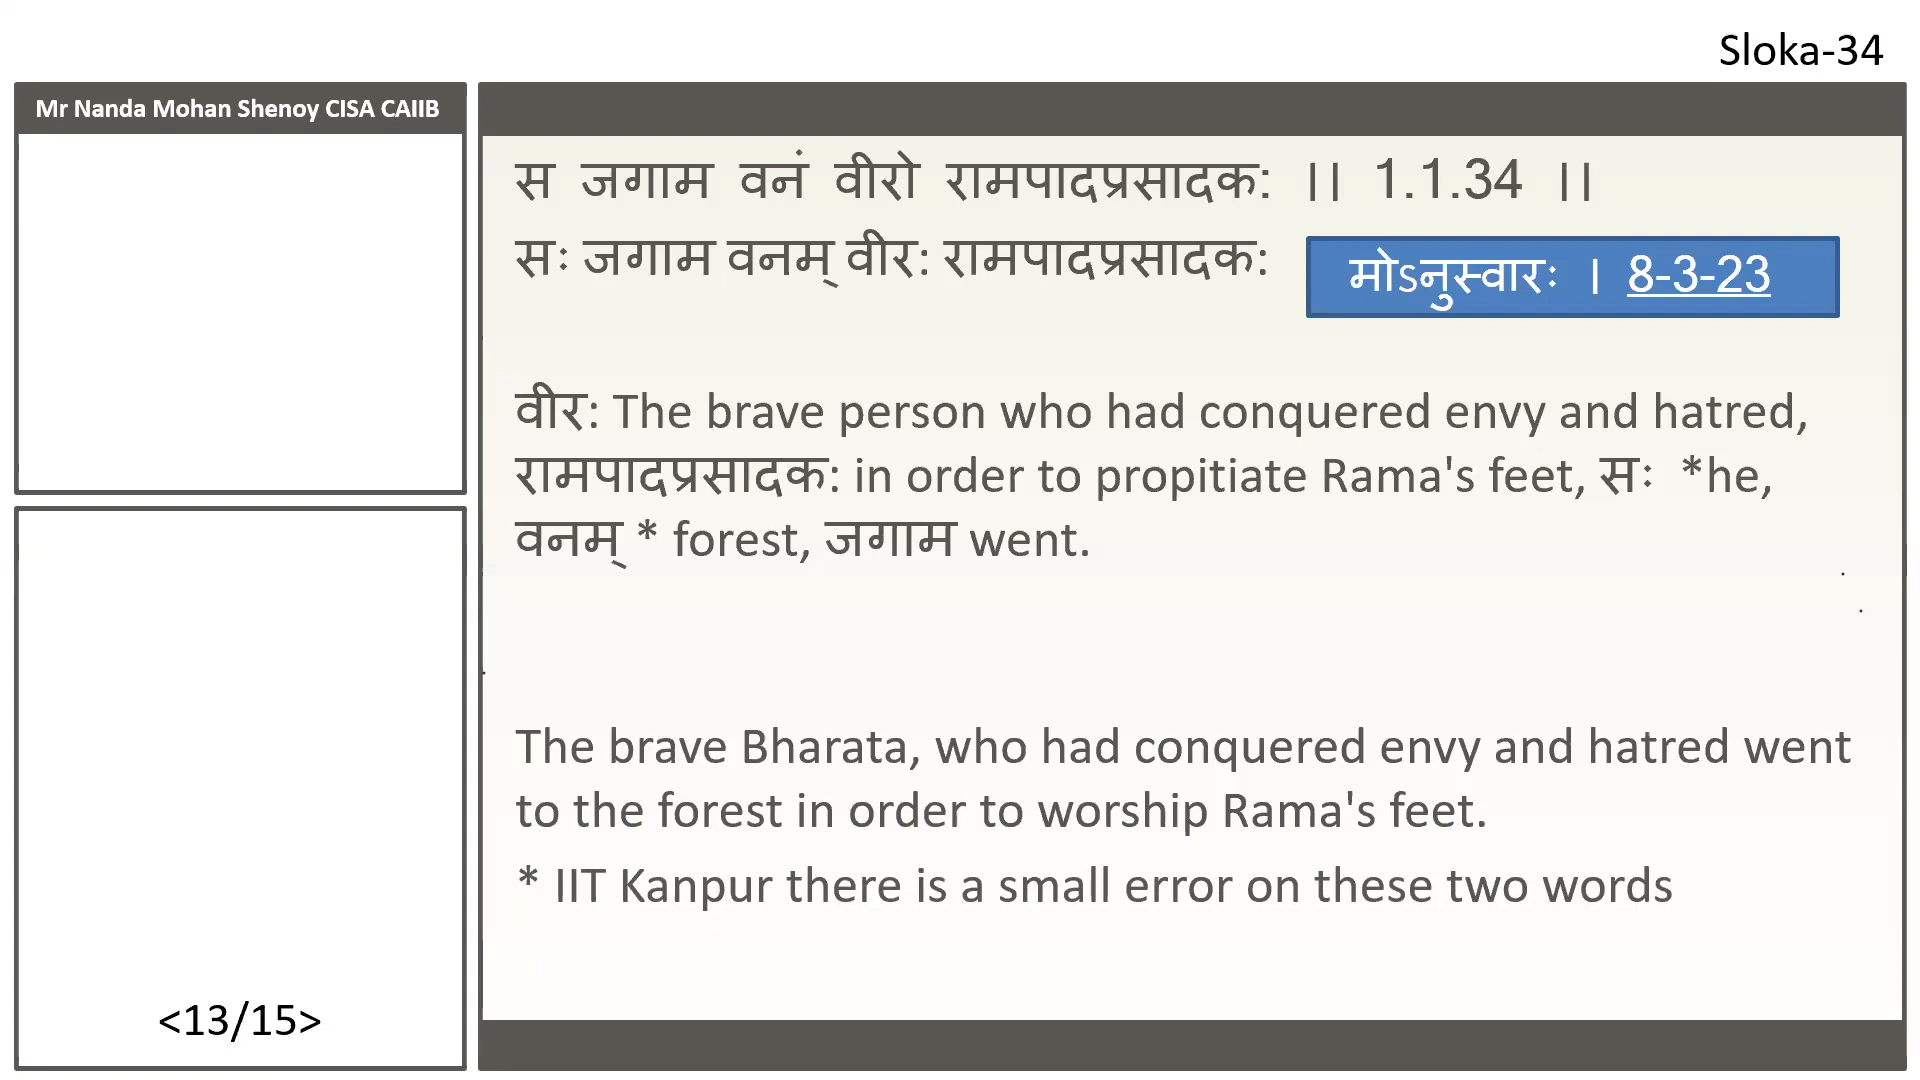 Sloka-34
Mr Nanda Mohan Shenoy CISA CAIIB
स जगाम वनं वीरो रामपादप्रसादक: ।। 1.1.34 ।।
सः जगाम वनम् वीर: रामपादप्रसादक:
मोऽनुस्वारः । 8-3-23
वीर: The brave person who had conquered envy and hatred,
रामपादप्रसादक: in order to propitiate Rama's feet, सः *he,
वनम् * forest, जगाम went.
The brave Bharata, who had conquered envy and hatred went
to the forest in order to worship Rama's feet.
* IIT Kanpur there is a small error on these two words
<13/15>